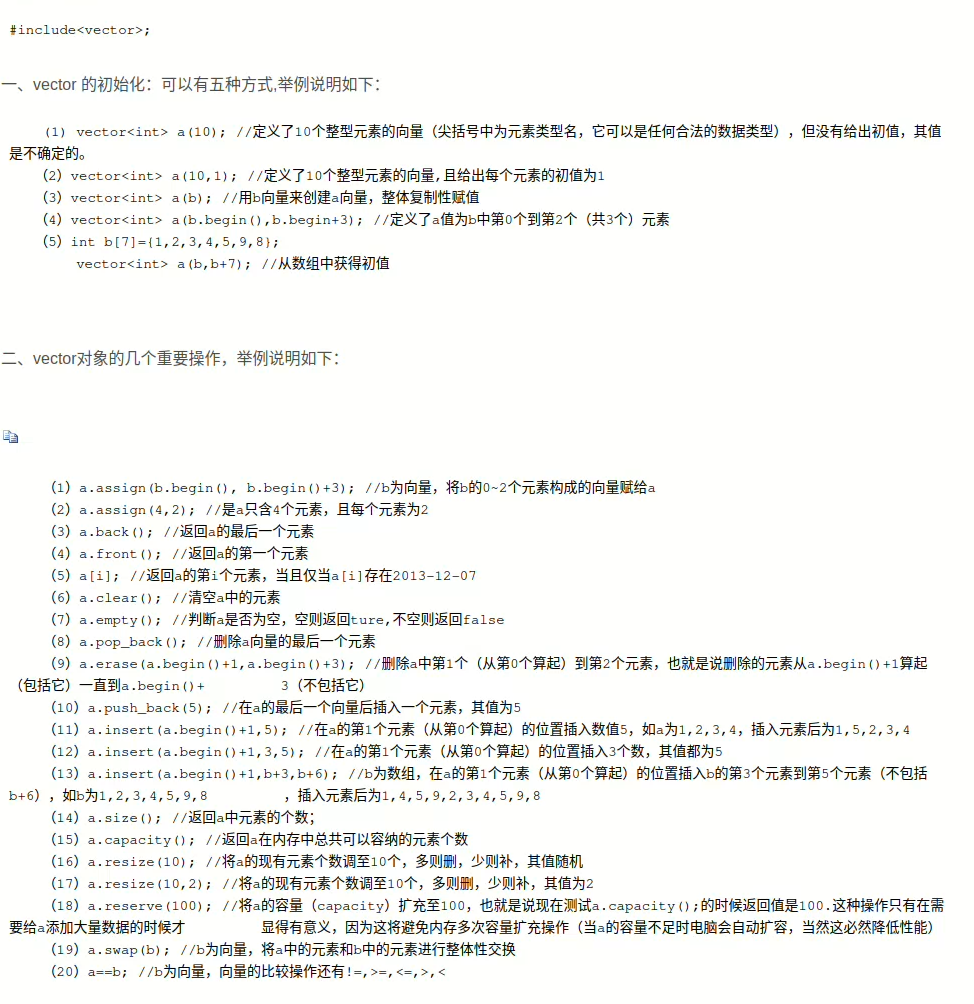 #include<vector>;
一、vector 的初始化：可以有五种方式,举例说明如下：
（1） vector<int> a(10); //定义了10个整型元素的向量（尖括号中为元素类型名，它可以是任何合法的数据类型），但没有给出初值，其值
是不确定的。
（2）vector<int> a(10,1); //定义了10个整型元素的向量,且给出每个元素的初值为1
（3）vector<int> a(b); //用b向量来创建a向量，整体复制性赋值
（4）vector<int> a(b.begin(),b.begin+3); //定义了a值为b中第0个到第2个（共3个）元素
（5）int b[7]={1,2,3,4,5,9,8};
vector<int> a(b,b+7); //从数组中获得初值
二、vector对象的几个重要操作，举例说明如下：
（1）a.assign(b.begin(), b.begin()+3); //b为向量，将b的0~2个元素构成的向量赋给a
（2）a.assign(4,2); //是a只含4个元素，且每个元素为2
（3）a.back(); //返回a的最后一个元素
（4）a.front(); //返回a的第一个元素
（5）a[i]; //返回a的第i个元素，当且仅当a[i]存在2013-12-07
（6）a.clear(); //清空a中的元素
（7）a.empty(); //判断a是否为空，空则返回ture,不空则返回false
（8）a.pop_back(); //删除a向量的最后一个元素
（9）a.erase(a.begin()+1,a.begin()+3); //删除a中第1个（从第0个算起）到第2个元素，也就是说删除的元素从a.begin()+1算起
（包括它）一直到a.begin()+         3（不包括它）
（10）a.push_back(5); //在a的最后一个向量后插入一个元素，其值为5
（11）a.insert(a.begin()+1,5); //在a的第1个元素（从第0个算起）的位置插入数值5，如a为1,2,3,4，插入元素后为1,5,2,3,4
（12）a.insert(a.begin()+1,3,5); //在a的第1个元素（从第0个算起）的位置插入3个数，其值都为5
（13）a.insert(a.begin()+1,b+3,b+6); //b为数组，在a的第1个元素（从第0个算起）的位置插入b的第3个元素到第5个元素（不包括
b+6），如b为1,2,3,4,5,9,8         ，插入元素后为1,4,5,9,2,3,4,5,9,8
（14）a.size(); //返回a中元素的个数；
（15）a.capacity(); //返回a在内存中总共可以容纳的元素个数
（16）a.resize(10); //将a的现有元素个数调至10个，多则删，少则补，其值随机
（17）a.resize(10,2); //将a的现有元素个数调至10个，多则删，少则补，其值为2
（18）a.reserve(100); //将a的容量（capacity）扩充至100，也就是说现在测试a.capacity();的时候返回值是100.这种操作只有在需
要给a添加大量数据的时候才         显得有意义，因为这将避免内存多次容量扩充操作（当a的容量不足时电脑会自动扩容，当然这必然降低性能）
（19）a.swap(b); //b为向量，将a中的元素和b中的元素进行整体性交换
（20）a==b; //b为向量，向量的比较操作还有!=,>=,<=,>,<